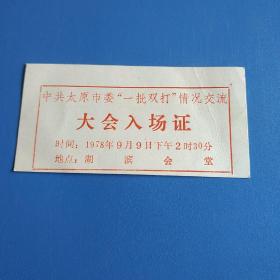 中共太原市委“一批双打”情况交流
大会入场证
时间：1978年9月9日下午2时30分
地点：湖滨会堂